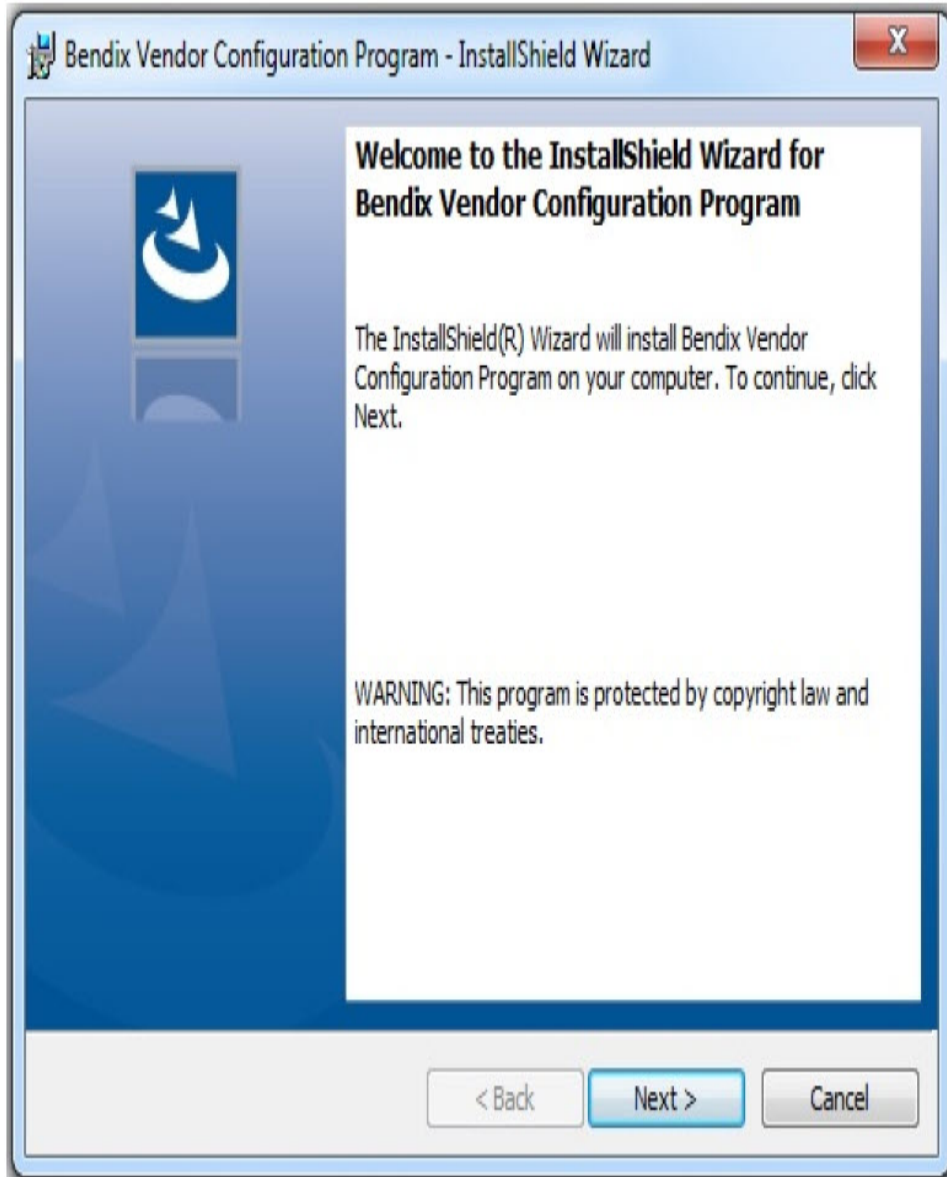 Bendix Vendor Configuration Program - InstallShield Wizard
X
Welcome to the InstallShield Wizard for
Bendix Vendor Configuration Program
The InstallShield(R) Wizard will install Bendix Vendor
Configuration Program on your computer. To continue, click
Next.
WARNING: This program is protected by copyright law and
international treaties.
< Back
Next >
Cancel